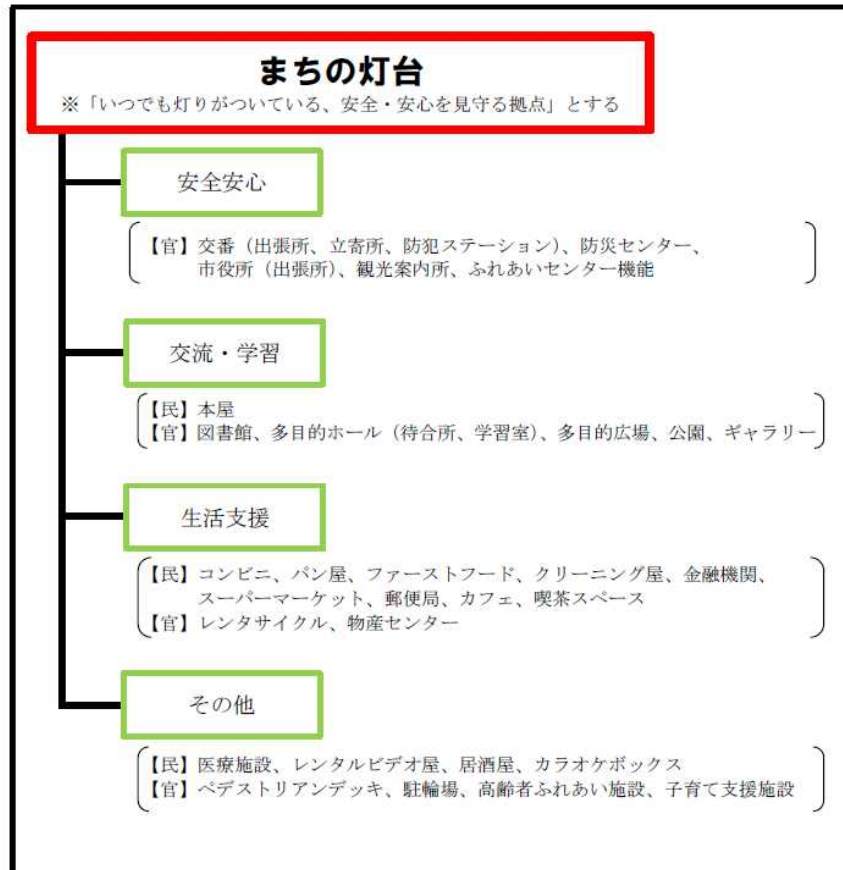 まちの灯台
※「いつでも灯りがついている、安全・安心を見守る拠点」とする
安全安心
【官】交番（出張所、立寄所、防犯ステーション）、防災センター、
市役所（出張所）、観光案内所、ふれあいセンター機能
交流・学習
【民】本屋
【官】図書館、多目的ホール（待合所、学習室）、多目的広場、公園、ギャラリー
生活支援
【民】コンビニ、パン屋、ファーストフード、クリーニング屋、金融機関、
スーパーマーケット、郵便局、カフェ、喫茶スペース
【官】レンタサイクル、物産センター
その他
【民】医療施設、レンタルビデオ屋、居酒屋、カラオケボックス
【官】ペデストリアンデッキ、駐輪場、高齢者ふれあい施設、子育て支援施設